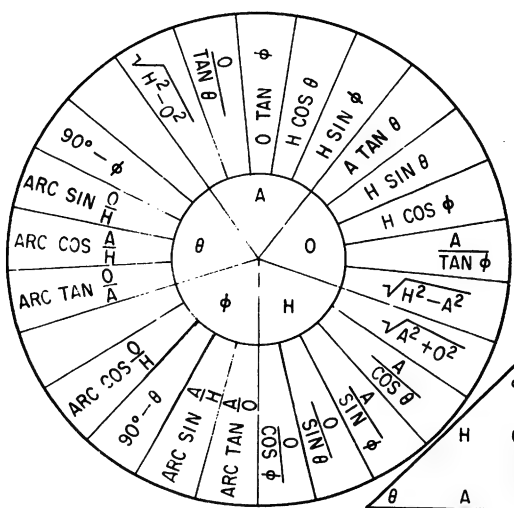 A
O
H
φ
θ
√H²-O²
O/TAN θ
O TAN φ
H COS θ
H SIN φ
A TAN θ
H SIN θ
H COS φ
A/TAN φ
√H²-A²
√A²+O²
A/COS θ
A/SIN φ
O/SIN θ
O/COS φ
ARC TAN A/O
ARC SIN A/H
90°-θ
ARC COS O/H
ARC TAN O/A
ARC COS A/H
ARC SIN O/H
90°-φ
H
θ
A